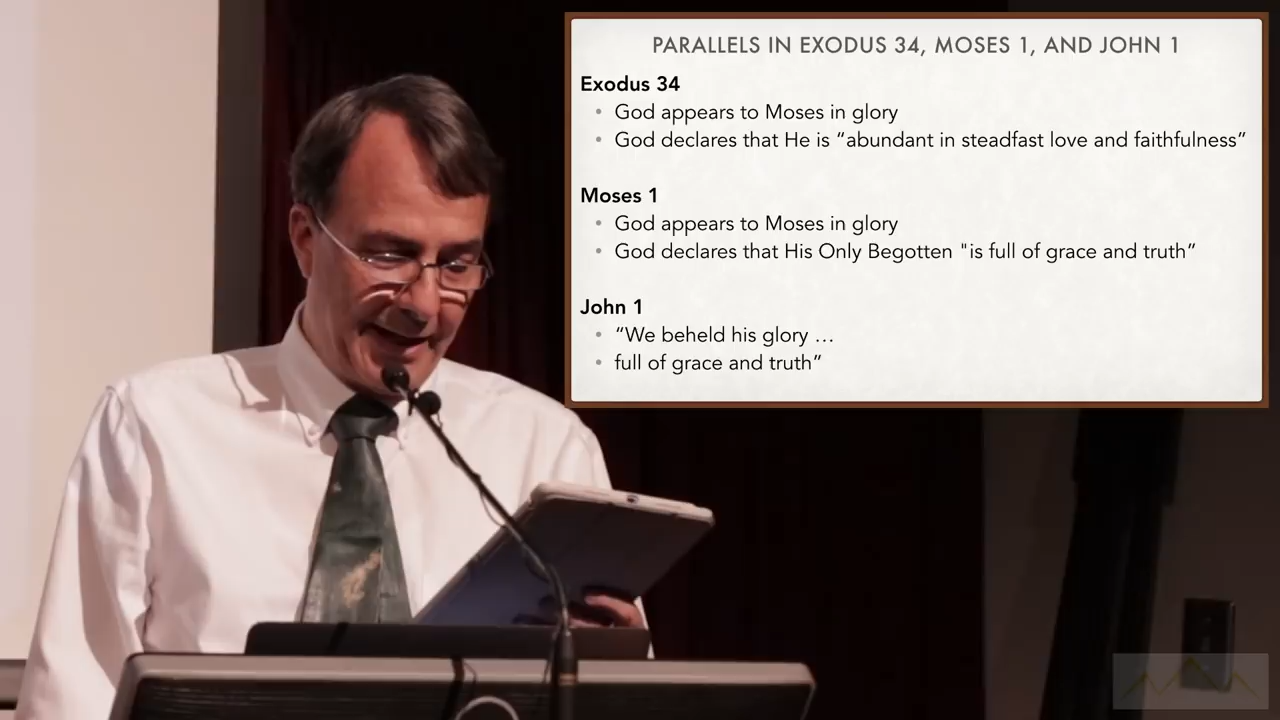 PARALLELS IN EXODUS 34, MOSES 1, AND JOHN 1
Exodus 34
• God appears to Moses in glory
• God declares that He is “abundant in steadfast love and faithfulness”
Moses 1
• God appears to Moses in glory
• God declares that His Only Begotten "is full of grace and truth”
John 1
• “We beheld his glory …
• full of grace and truth”